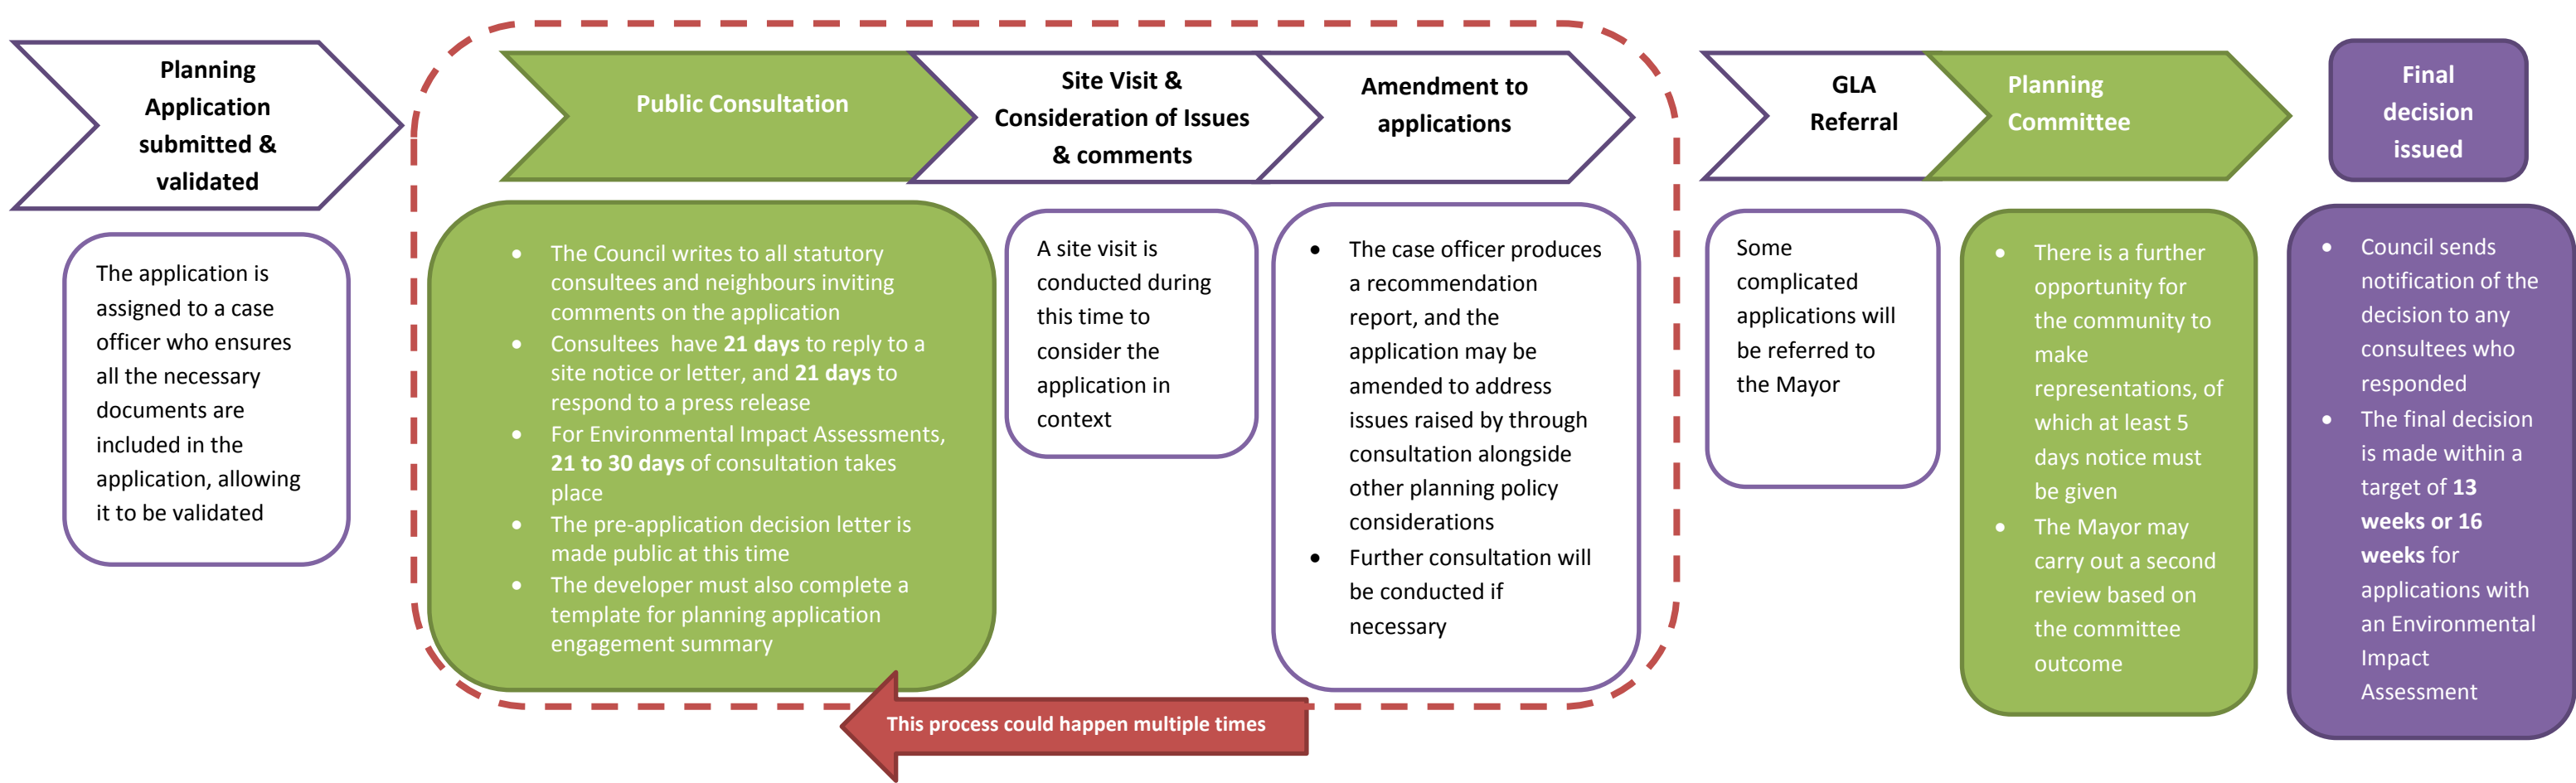 Planning
Application
submitted &
validated
The application is
assigned to a case
officer who ensures
all the necessary
documents are
included in the
application, allowing
it to be validated
Public Consultation
• The Council writes to all statutory
consultees and neighbours inviting
comments on the application
• Consultees have 21 days to reply to a
site notice or letter, and 21 days to
respond to a press release
• For Environmental Impact Assessments,
21 to 30 days of consultation takes
place
• The pre-application decision letter is
made public at this time
• The developer must also complete a
template for planning application
engagement summary
Site Visit &
Consideration of Issues
& comments
A site visit is
conducted during
this time to
consider the
application in
context
Amendment to
applications
• The case officer produces
a recommendation
report, and the
application may be
amended to address
issues raised by through
consultation alongside
other planning policy
considerations
• Further consultation will
be conducted if
necessary
This process could happen multiple times
GLA
Referral
Some
complicated
applications will
be referred to
the Mayor
Planning
Committee
• There is a further
opportunity for
the community to
make
representations, of
which at least 5
days notice must
be given
• The Mayor may
carry out a second
review based on
the committee
outcome
Final
decision
issued
• Council sends
notification of the
decision to any
consultees who
responded
• The final decision
is made within a
target of 13
weeks or 16
weeks for
applications with
an Environmental
Impact
Assessment